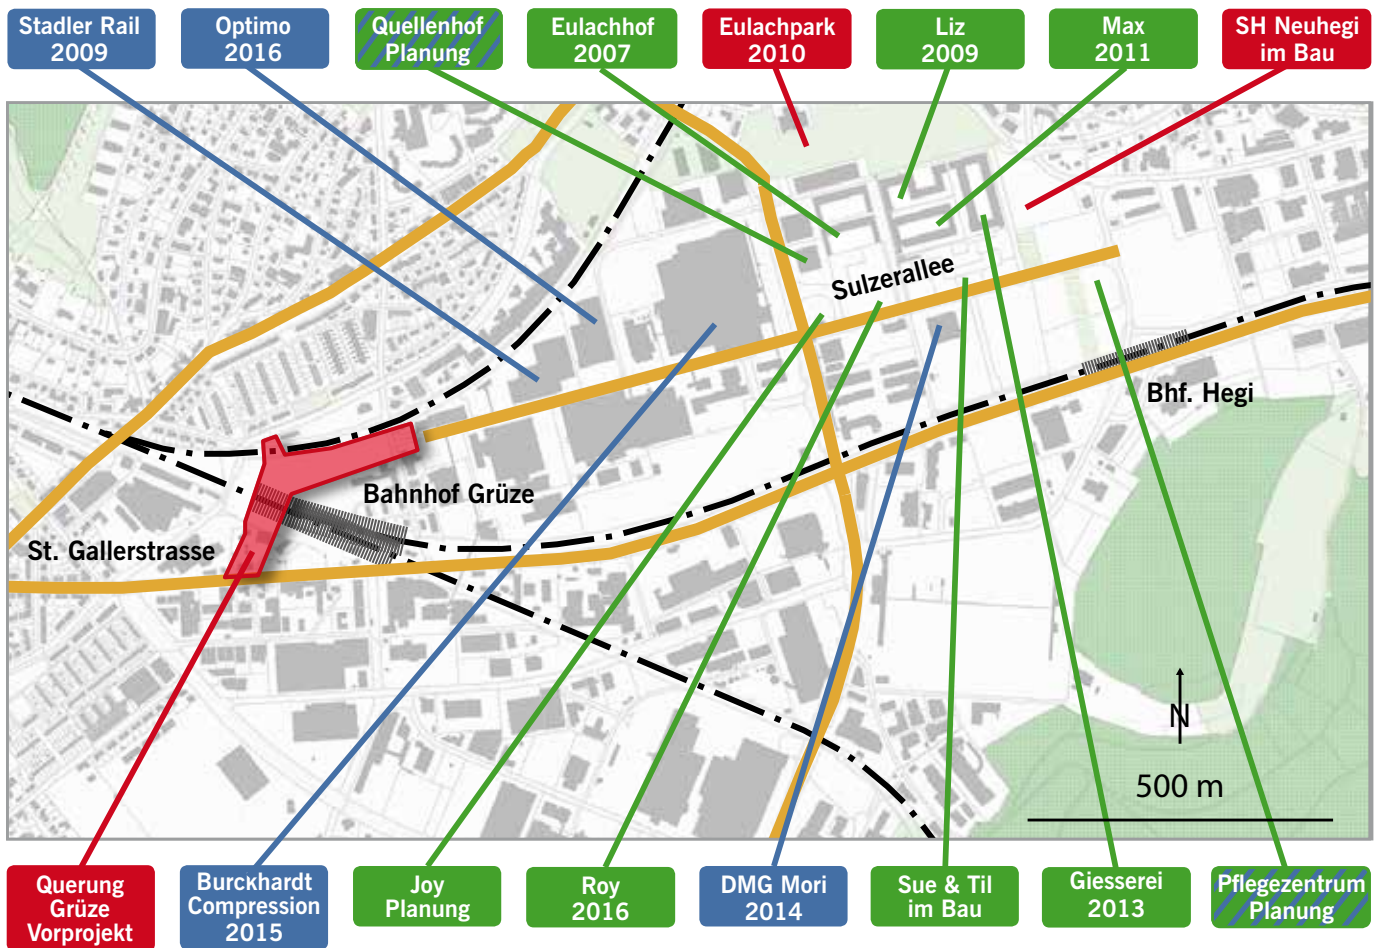 Stadler Rail
2009
Optimo
2016
Quellenhof
Planung
Eulachhof
2007
Eulachpark
2010
Liz
2009
Max
2011
SH Neuhegi
im Bau
Sulzerallee
Bhf. Hegi
Bahnhof Grüze
St. Gallerstrasse
N
500 m
Querung
Grüze
Vorprojekt
Burckhardt
Compression
2015
Joy
Planung
Roy
2016
DMG Mori
2014
Sue & Til
im Bau
Giesserei
2013
Pflegezentrum
Planung